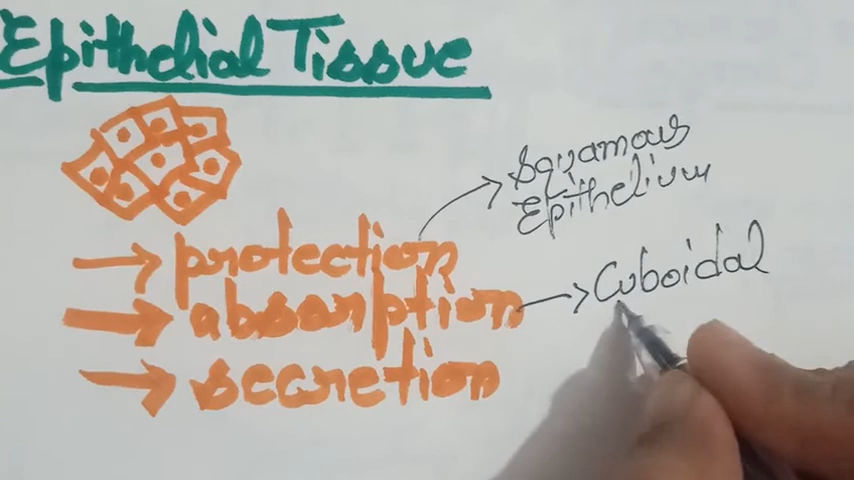 Epithelial Tissue
Squamous
Epithelium
protection
Cuboidal
absorption
secretion